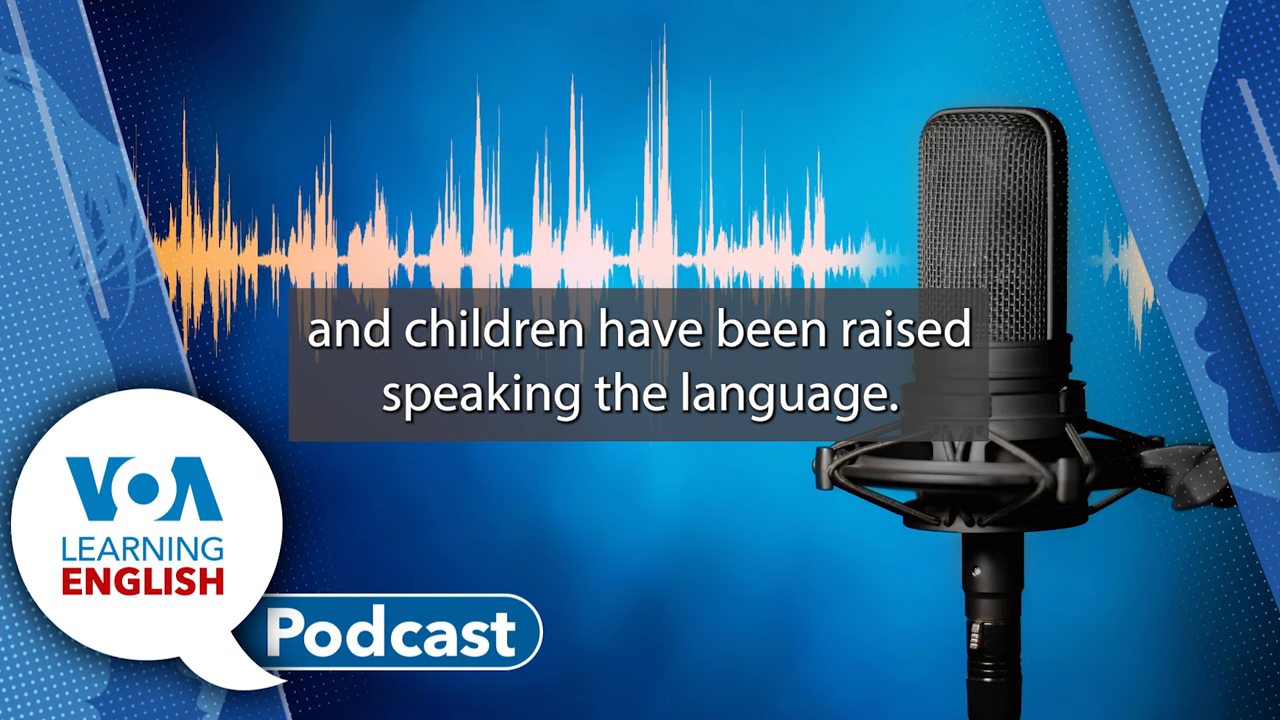 and children have been raised
speaking the language.
VOA
LEARNING
ENGLISH
Podcast